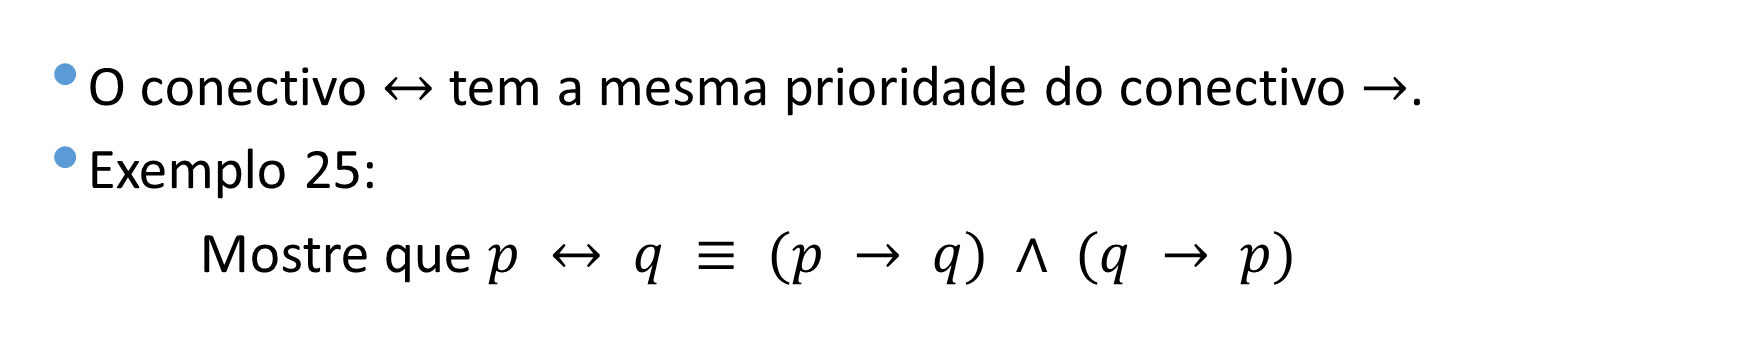 • O conectivo ↔ tem a mesma prioridade do conectivo →.
• Exemplo 25:
Mostre que p ↔ q ≡ (p → q) ∧ (q → p)